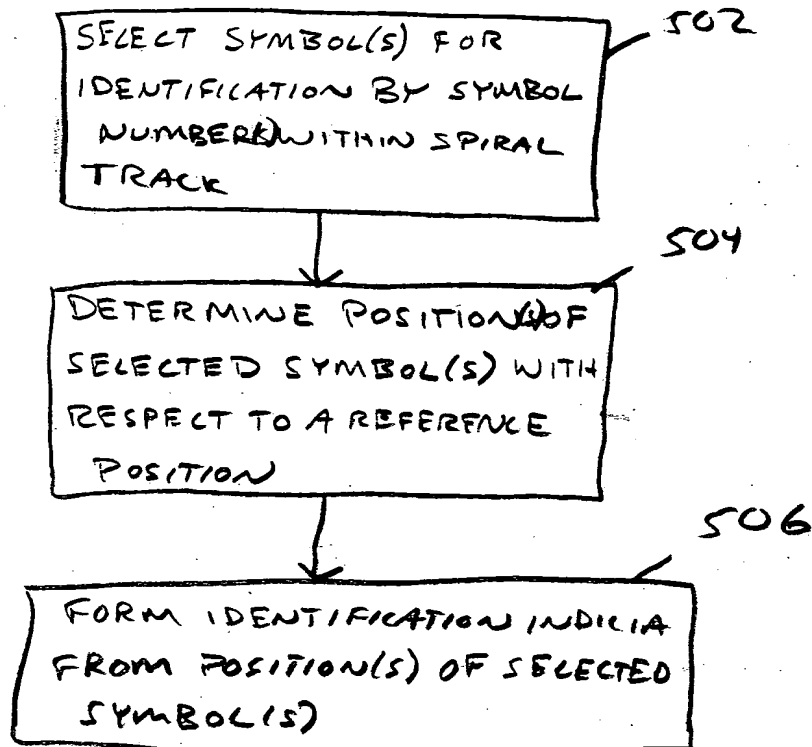 SELECT SYMBOL(S) FOR
502
IDENTIFICATION BY SYMBOL
NUMBER(S) WITHIN SPIRAL
TRACK
504
DETERMINE POSITION(S) OF
SELECTED SYMBOL(S) WITH
RESPECT TO A REFERENCE
POSITION
506
FORM IDENTIFICATION INDICIA
FROM POSITION(S) OF SELECTED
SYMBOL(S)